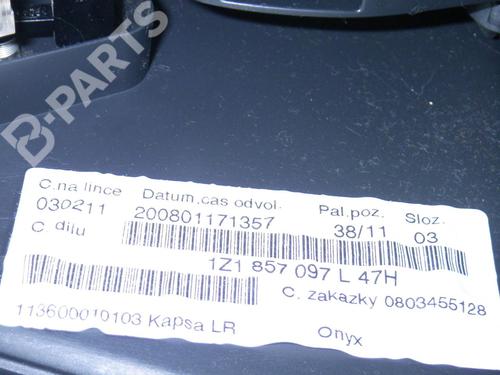 B-PARTS
C.na lince Datum,cas odvol. Pal,poz. Sloz.
030211 200801171357 38/11 03
C dilu
1Z1 857 097 L 47H
C. zakazky 0803455128
113600010103 Kapsa LR Onyx